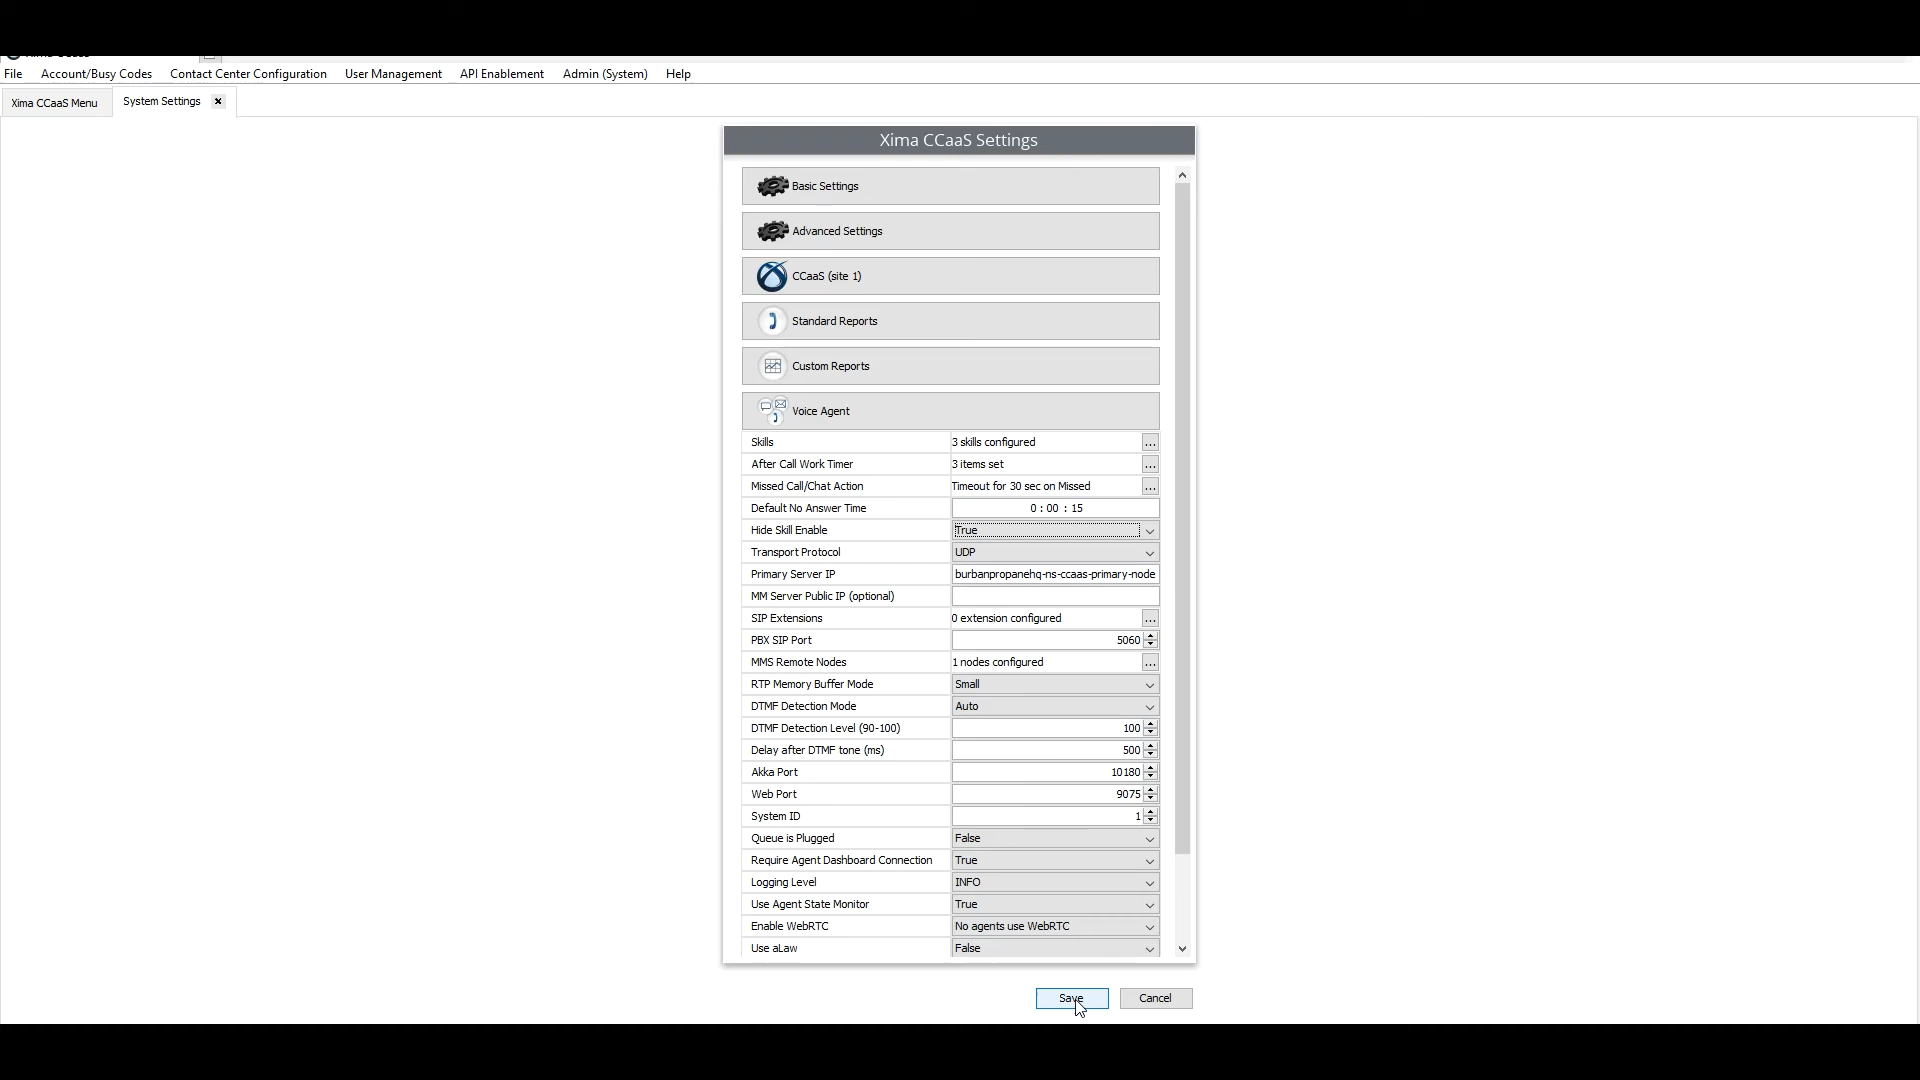 File Account/Busy Codes Contact Center Configuration User Management API Enablement Admin (System) Help
Xima CCaaS Menu System Settings
Xima CCaaS Settings
Basic Settings
Advanced Settings
CCaaS (site 1)
Standard Reports
Custom Reports
Voice Agent
Skills 3 skills configured ...
After Call Work Timer 3 items set ...
Missed Call/Chat Action Timeout for 30 sec on Missed ...
Default No Answer Time 0 : 00 : 15
Hide Skill Enable True
Transport Protocol UDP
Primary Server IP burbanpropanehq-ns-ccaas-primary-node
MM Server Public IP (optional)
SIP Extensions 0 extension configured ...
PBX SIP Port 5060
MMS Remote Nodes 1 nodes configured ...
RTP Memory Buffer Mode Small
DTMF Detection Mode Auto
DTMF Detection Level (90-100) 100
Delay after DTMF tone (ms) 500
Akka Port 10180
Web Port 9075
System ID 1
Queue is Plugged False
Require Agent Dashboard Connection True
Logging Level INFO
Use Agent State Monitor True
Enable WebRTC No agents use WebRTC
Use aLaw False
Save Cancel